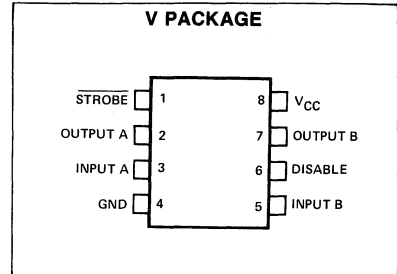 V PACKAGE
STROBE 1 8 VCC
OUTPUT A 2 7 OUTPUT B
INPUT A 3 6 DISABLE
GND 4 5 INPUT B